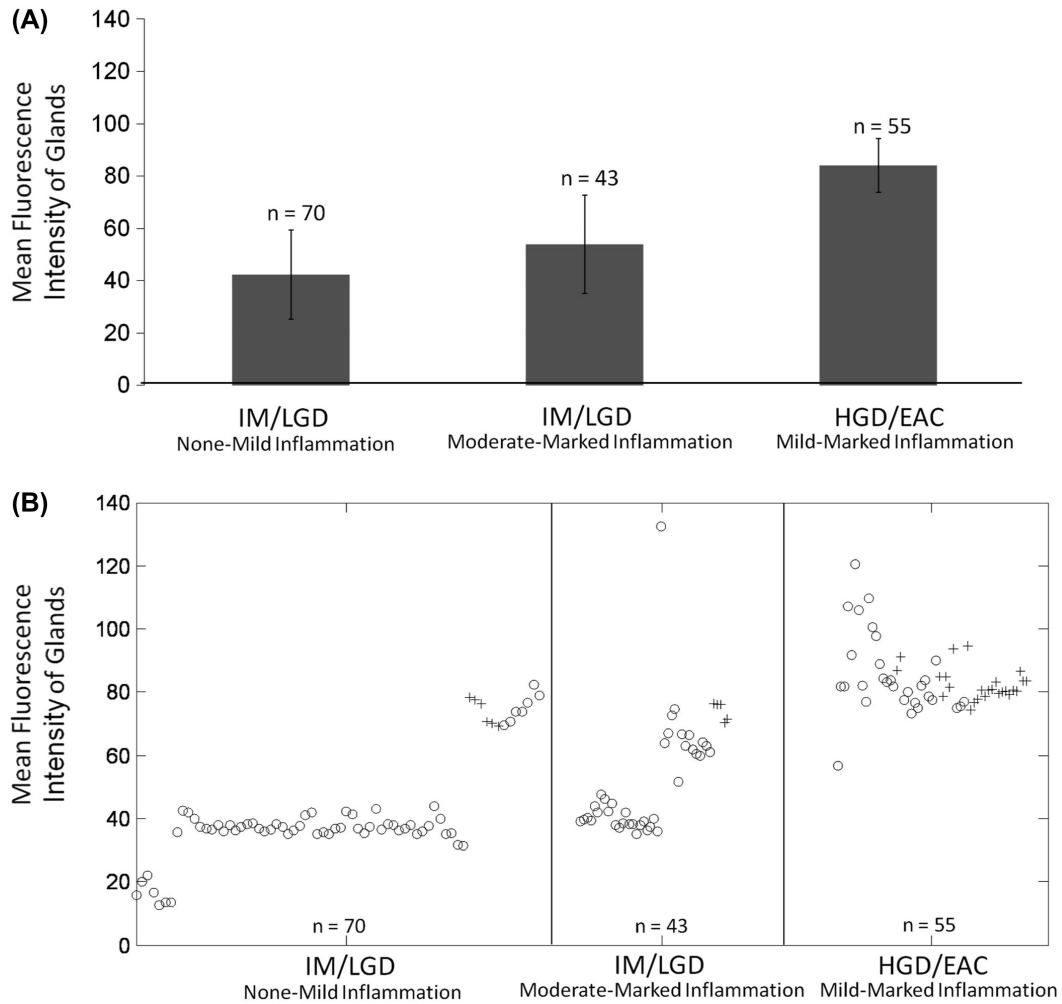 (A)
Mean Fluorescence
Intensity of Glands
140
120
100
80
60
40
20
0
n = 70
n = 43
n = 55
IM/LGD
None-Mild Inflammation
IM/LGD
Moderate-Marked Inflammation
HGD/EAC
Mild-Marked Inflammation
(B)
Mean Fluorescence
Intensity of Glands
140
120
100
80
60
40
20
0
n = 70
n = 43
n = 55
IM/LGD
None-Mild Inflammation
IM/LGD
Moderate-Marked Inflammation
HGD/EAC
Mild-Marked Inflammation